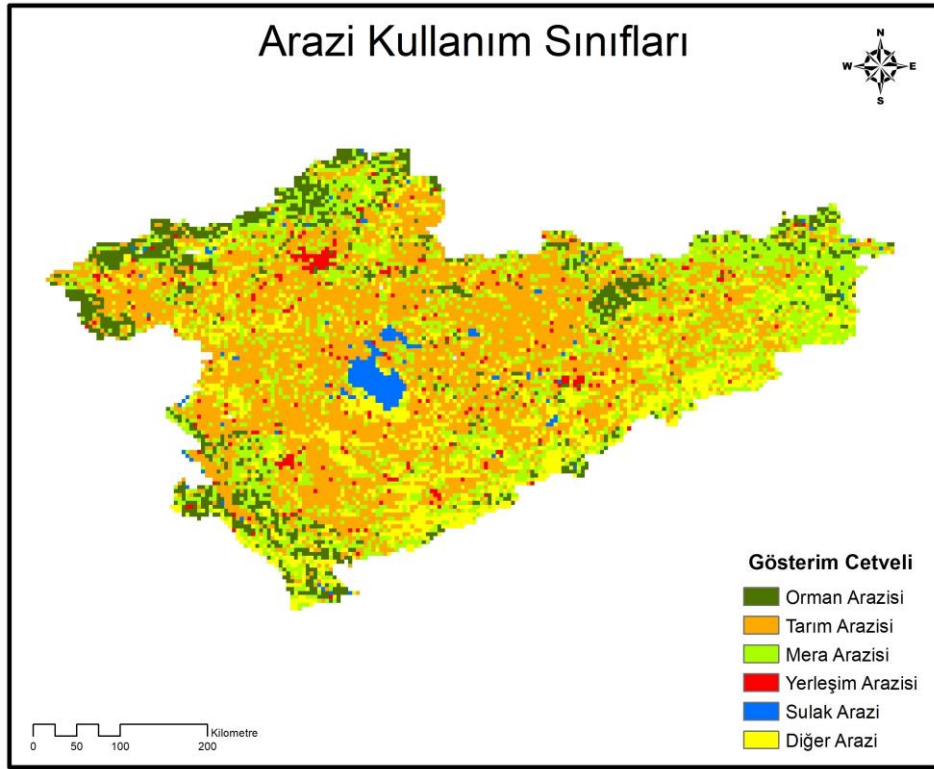 Arazi Kullanım Sınıfları
N
W E
S
Gösterim Cetveli
Orman Arazisi
Tarım Arazisi
Mera Arazisi
Yerleşim Arazisi
Sulak Arazi
Diğer Arazi
Kilometre
0 50 100 200